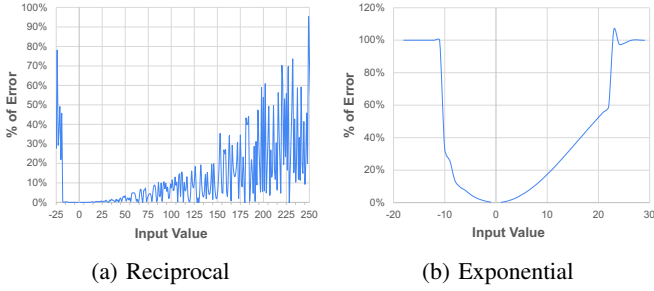 100%
90%
80%
70%
60%
50%
40%
30%
20%
10%
0%
% of Error
-25 0 25 50 75 100 125 150 175 200 225 250
Input Value
(a) Reciprocal
120%
100%
80%
60%
40%
20%
0%
% of Error
-20 -10 0 10 20 30
Input Value
(b) Exponential